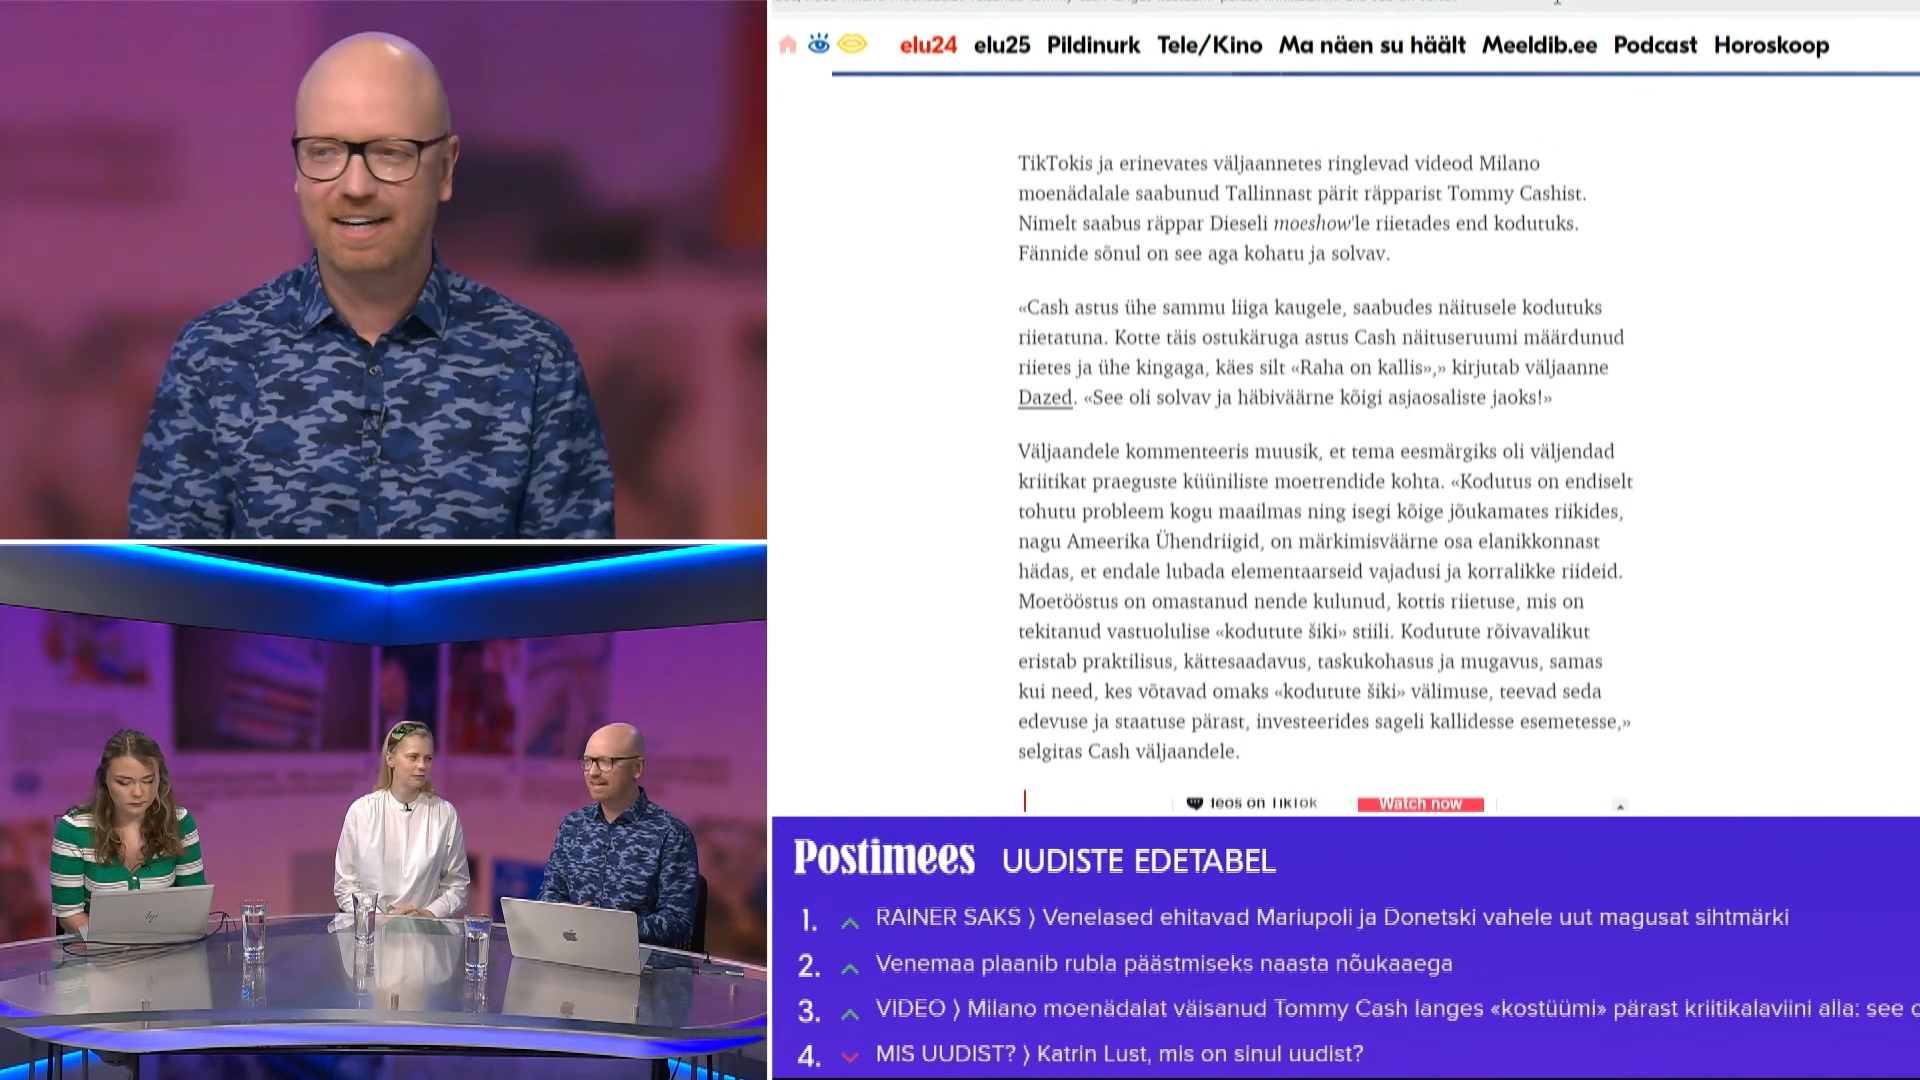 elu24 elu25 Pildinurk Tele/Kino Ma näen su häält Meeldib.ee Podcast Horoskoop
TikTokis ja erinevates väljaannetes ringlevad videod Milano
moenädalale saabunud Tallinnast pärit räpparist Tommy Cashist.
Nimelt saabus räppar Dieseli moeshow'le riietades end kodutuks.
Fännide sõnul on see aga kohatu ja solvav.
«Cash astus ühe sammu liiga kaugele, saabudes näitusele kodutuks
riietatuna. Kotte täis ostukäruga astus Cash näituseruumi määrdunud
riietes ja ühe kingaga, käes silt «Raha on kallis»,» kirjutab väljaanne
Dazed. «See oli solvav ja häbiväärne kõigi asjaosaliste jaoks!»
Väljaandele kommenteeris muusik, et tema eesmärgiks oli väljendad
kriitikat praeguste küüniliste moetrendide kohta. «Kodutus on endiselt
tohutu probleem kogu maailmas ning isegi kõige jõukamates riikides,
nagu Ameerika Ühendriigid, on märkimisväärne osa elanikkonnast
hädas, et endale lubada elementaarseid vajadusi ja korralikke riideid.
Moetööstus on omastanud nende kulunud, kottis riietuse, mis on
tekitanud vastuolulise «kodutute šiki» stiili. Kodutute rõivavalikut
eristab praktilisus, kättesaadavus, taskukohasus ja mugavus, samas
kui need, kes võtavad omaks «kodutute šiki» välimuse, teevad seda
edevuse ja staatuse pärast, investeerides sageli kallidesse esemetesse,»
selgitas Cash väljaandele.
on TikTok Watch now
Postimees UUDISTE EDETABEL
1. RAINER SAKS ⟩ Venelased ehitavad Mariupoli ja Donetski vahele uut magusat sihtmärki
2. Venemaa plaanib rubla päästmiseks naasta nõukaaega
3. VIDEO ⟩ Milano moenädalat väisanud Tommy Cash langes «kostüümi» pärast kriitikalaviini alla: see
4. MIS UUDIST? ⟩ Katrin Lust, mis on sinul uudist?
hp